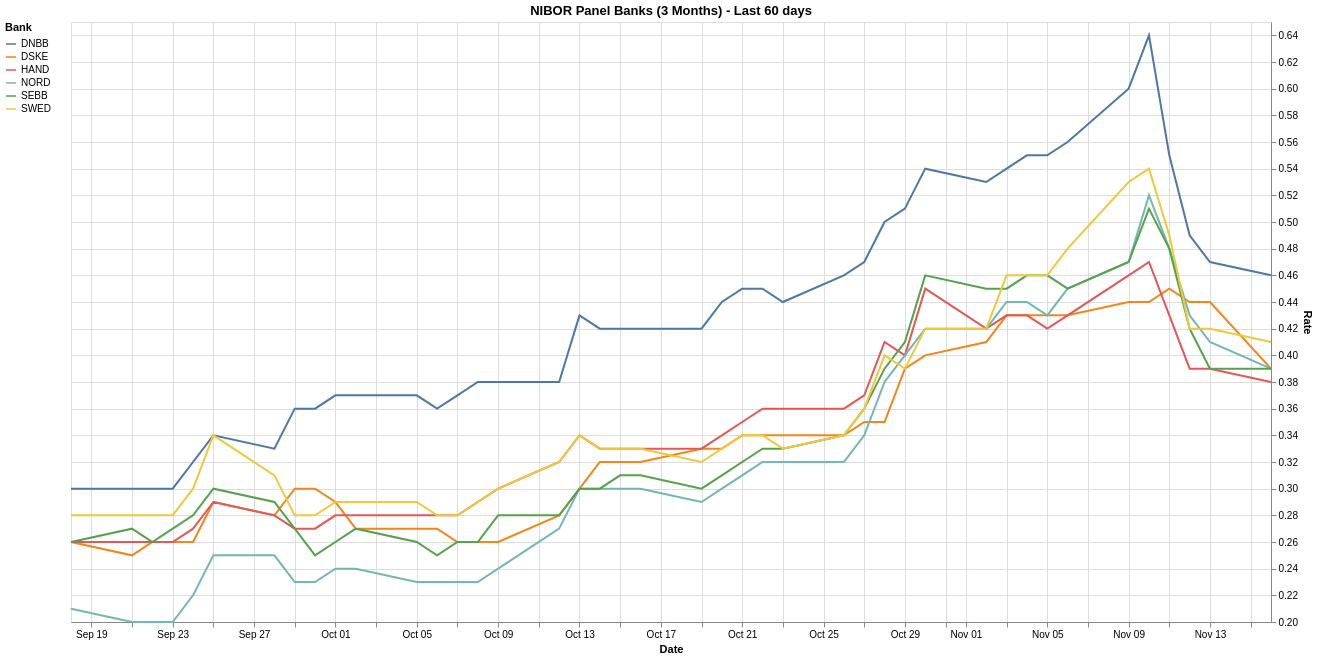 NIBOR Panel Banks (3 Months) - Last 60 days
Bank
DNBB
DSKE
HAND
NORD
SEBB
SWED
0.64
0.62
0.60
0.58
0.56
0.54
0.52
0.50
0.48
0.46
0.44
0.42
0.40
0.38
0.36
0.34
0.32
0.30
0.28
0.26
0.24
0.22
0.20
Rate
Sep 19 Sep 23 Sep 27 Oct 01 Oct 05 Oct 09 Oct 13 Oct 17 Oct 21 Oct 25 Oct 29 Nov 01 Nov 05 Nov 09 Nov 13
Date